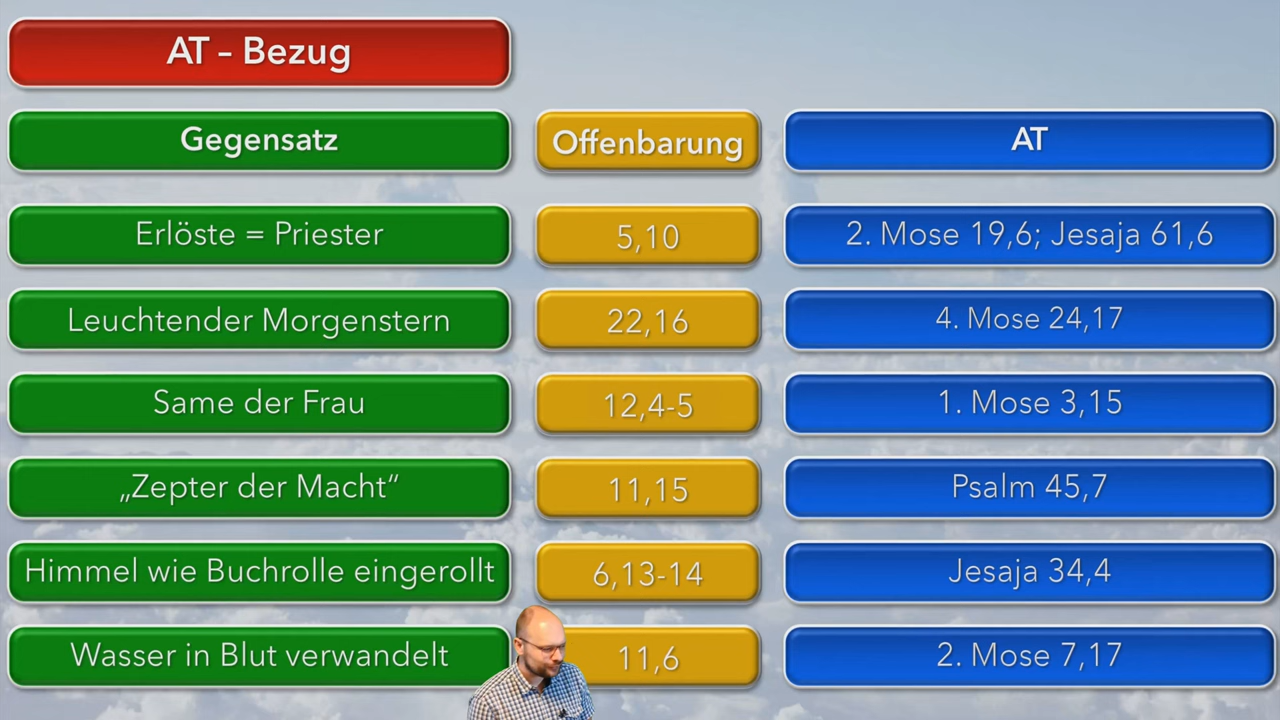 AT – Bezug
Gegensatz Offenbarung AT
Erlöste = Priester 5,10 2. Mose 19,6; Jesaja 61,6
Leuchtender Morgenstern 22,16 4. Mose 24,17
Same der Frau 12,4-5 1. Mose 3,15
„Zepter der Macht“ 11,15 Psalm 45,7
Himmel wie Buchrolle eingerollt 6,13-14 Jesaja 34,4
Wasser in Blut verwandelt 11,6 2. Mose 7,17